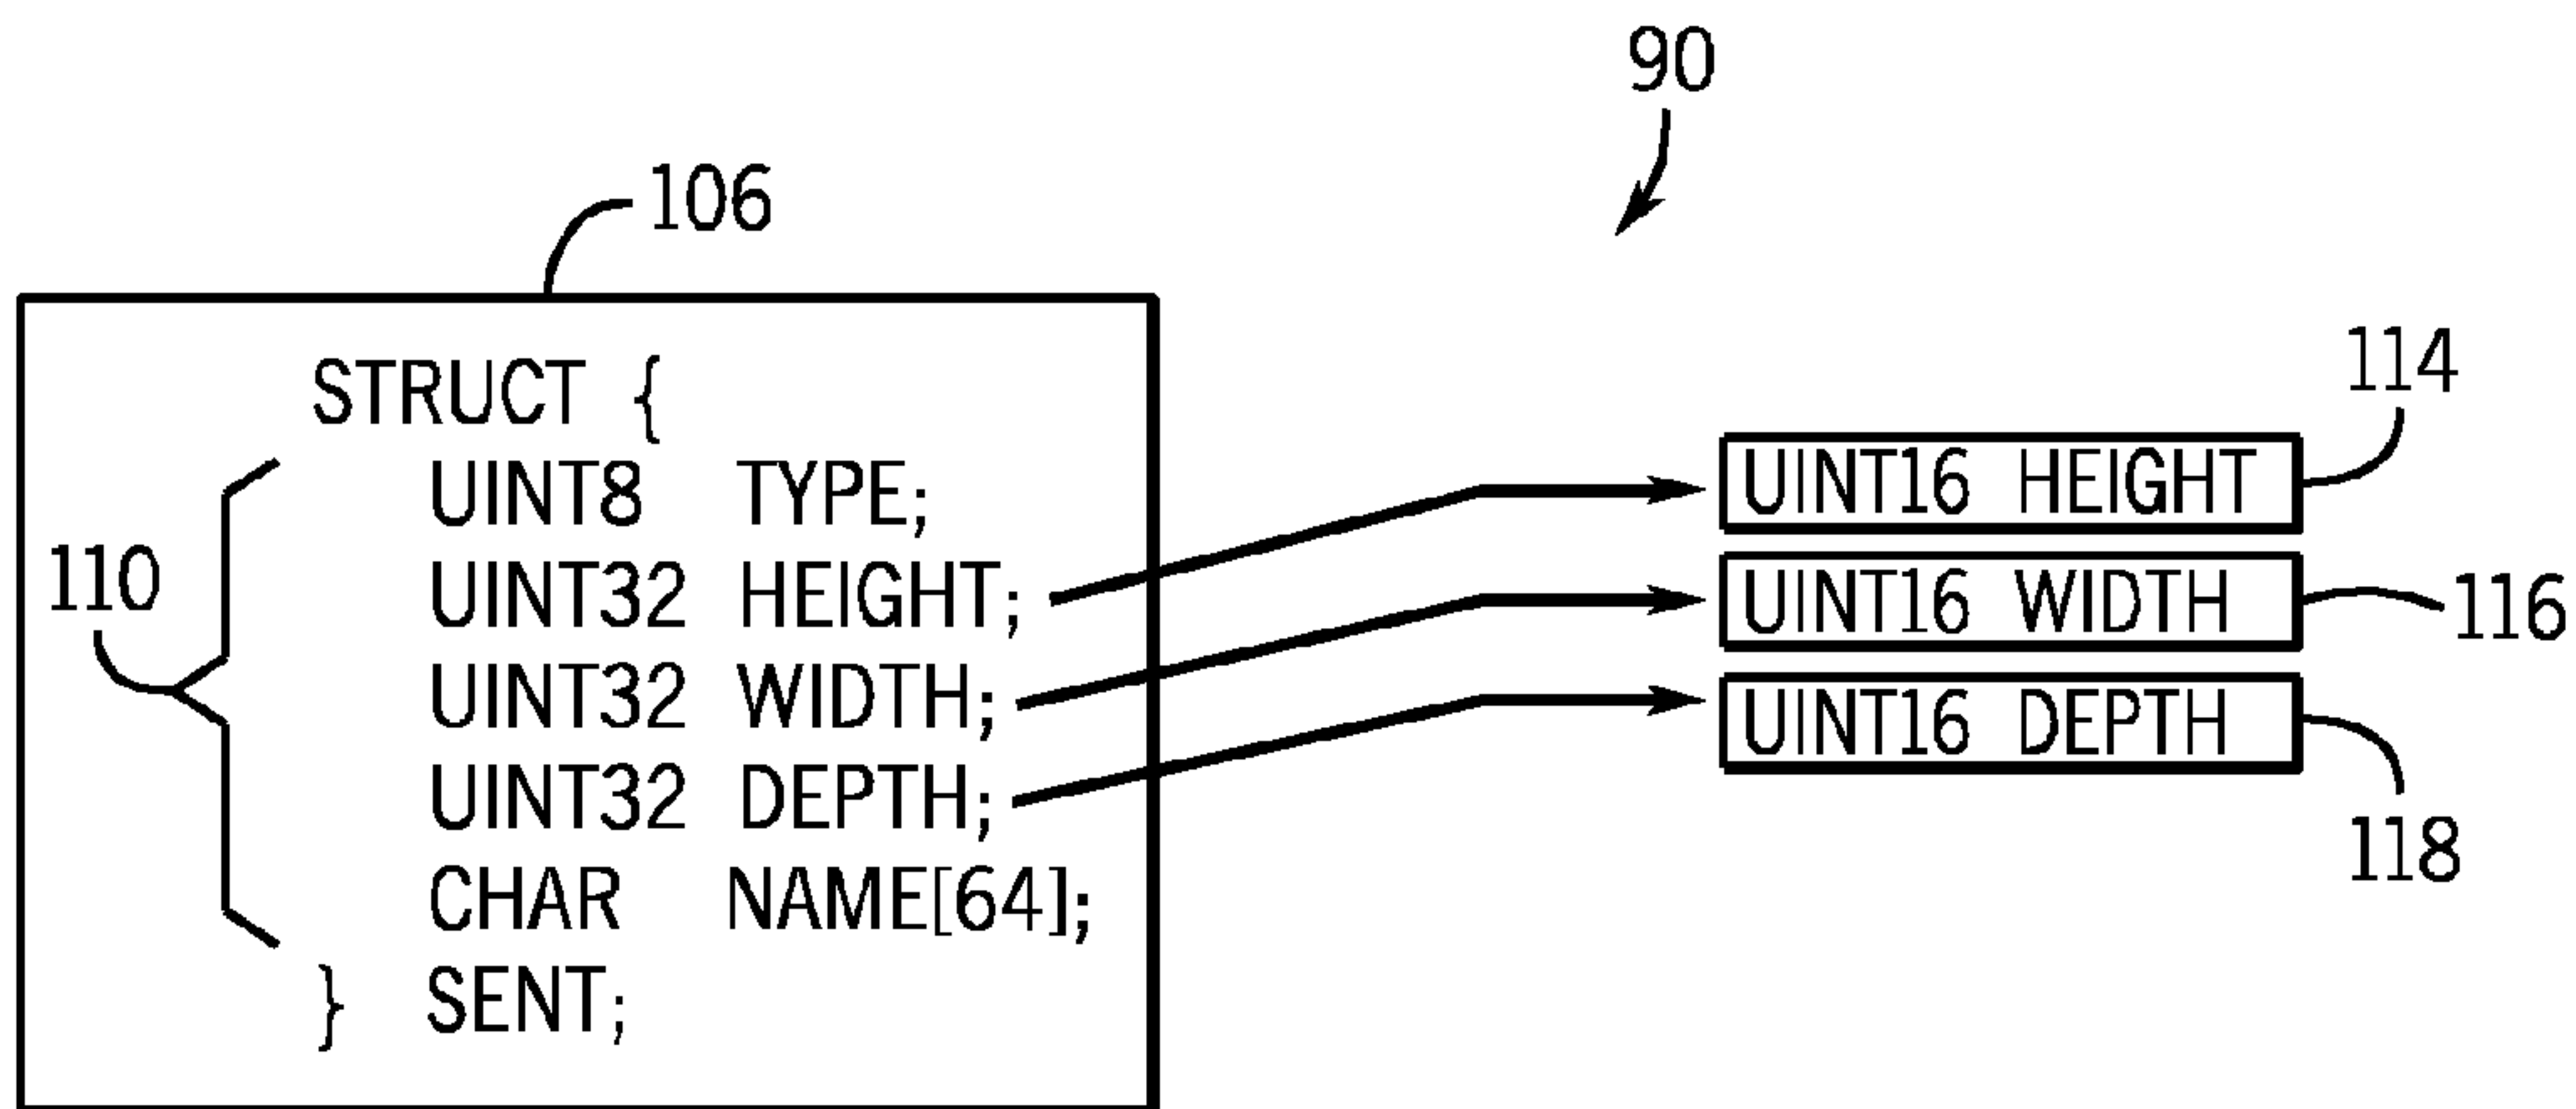 90
106
STRUCT {
UINT8 TYPE;
UINT32 HEIGHT;
UINT32 WIDTH;
UINT32 DEPTH;
CHAR NAME[64];
} SENT;
110
114
UINT16 HEIGHT
UINT16 WIDTH
116
UINT16 DEPTH
118